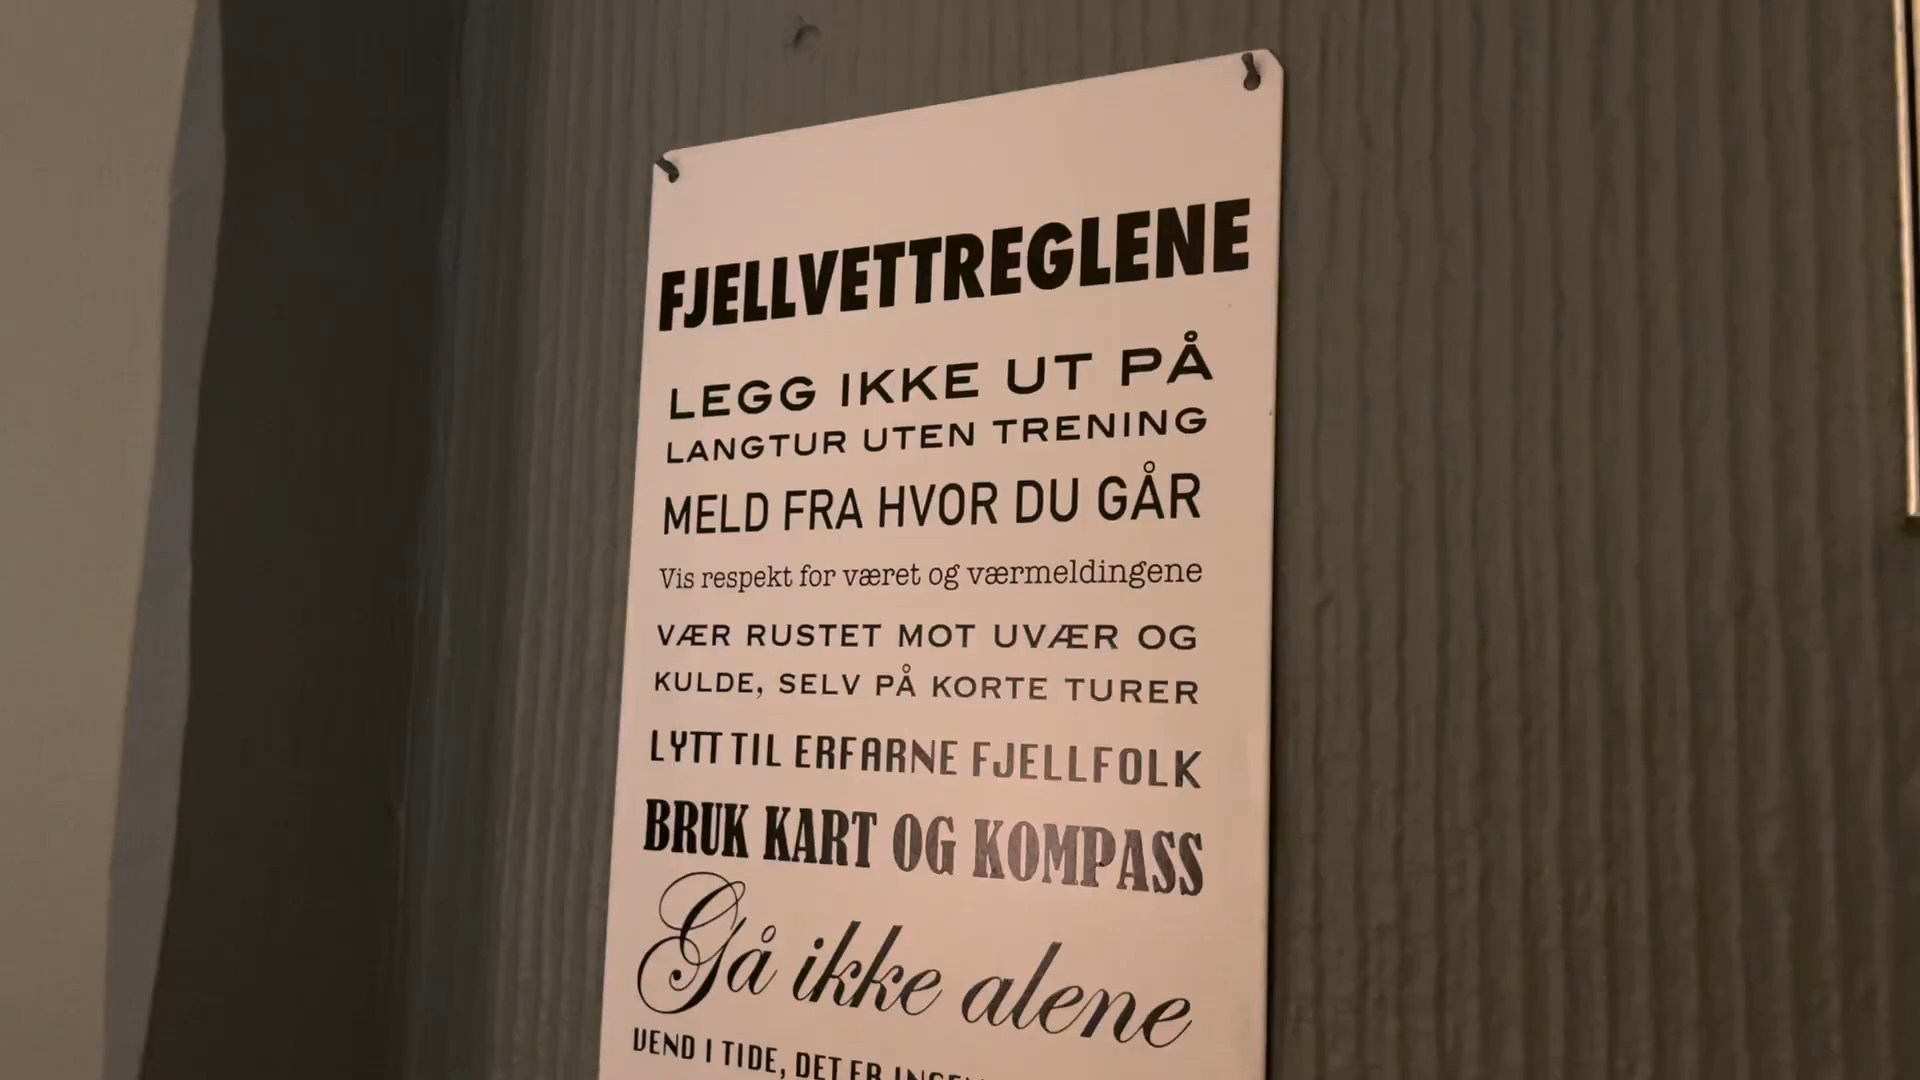 FJELLVETTREGLENE
LEGG IKKE UT PÅ
LANGTUR UTEN TRENING
MELD FRA HVOR DU GÅR
Vis respekt for været og værmeldingene
VÆR RUSTET MOT UVÆR OG
KULDE, SELV PÅ KORTE TURER
LYTT TIL ERFARNE FJELLFOLK
BRUK KART OG KOMPASS
Gå ikke alene
VEND I TIDE, DET ER